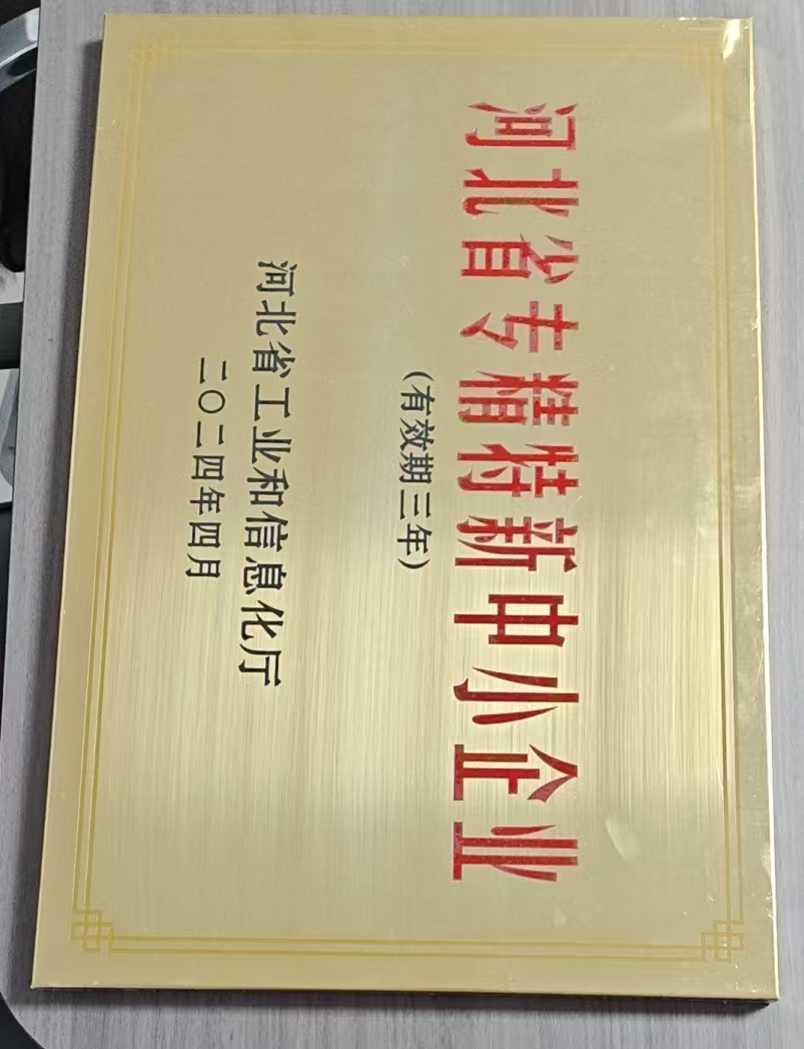 河北省专精特新中小企业
（有效期三年）
河北省工业和信息化厅
二〇二四年四月